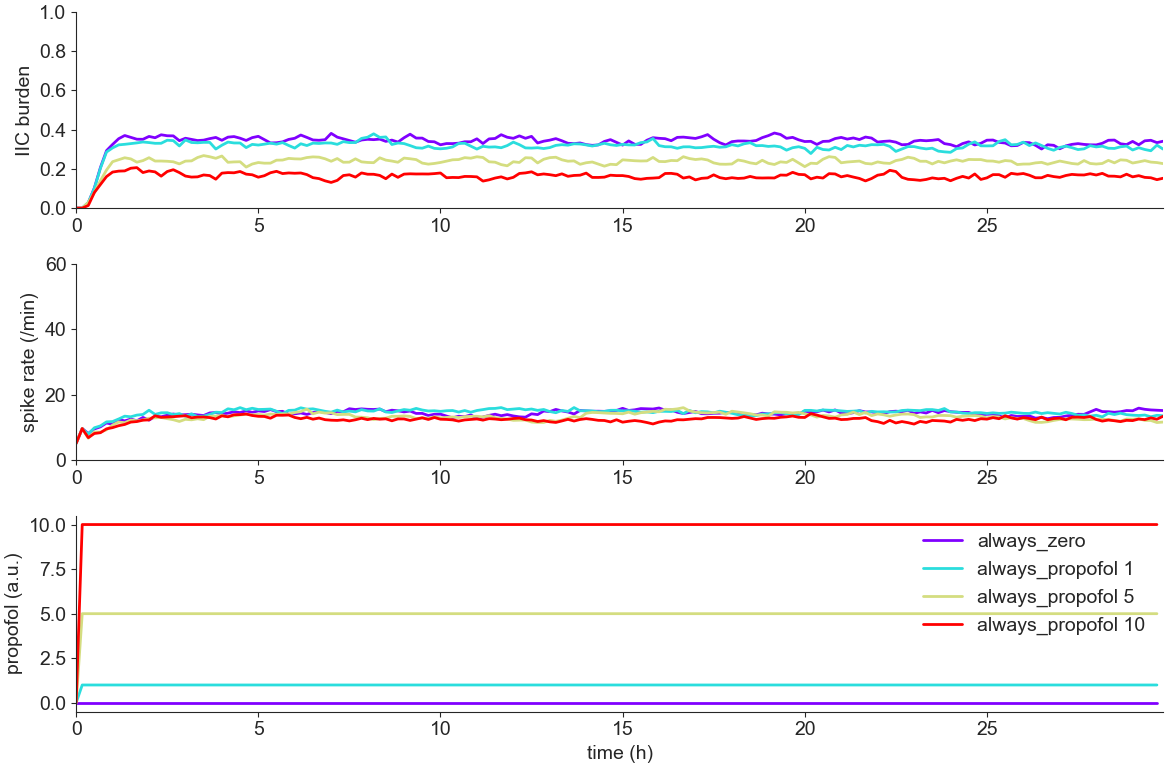 IIC burden
1.0
0.8
0.6
0.4
0.2
0.0
0 5 10 15 20 25
spike rate (/min)
60
40
20
0
0 5 10 15 20 25
propofol (a.u.)
10.0
7.5
5.0
2.5
0.0
always_zero
always_propofol 1
always_propofol 5
always_propofol 10
0 5 10 15 20 25
time (h)